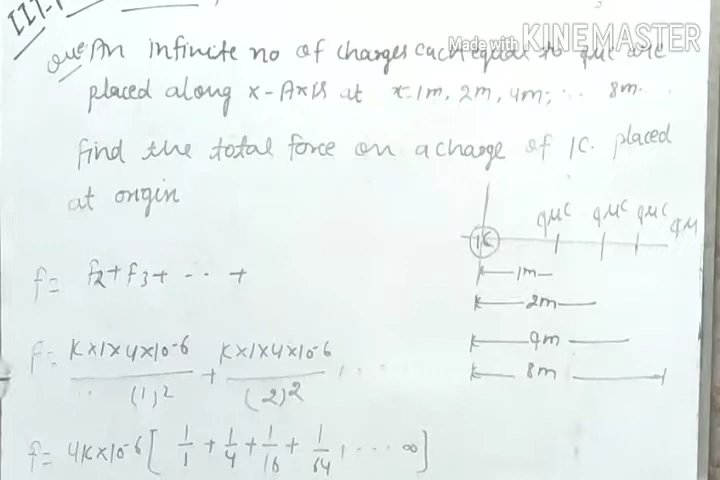 Made with KINEMASTER
Que An infinite no of charges each equal to 4μC are
placed along x-Axis at x=1m, 2m, 4m, ... 8m..
find the total force on a charge of 1C. placed
at origin
1C 4μC 4μC 4μC 4μ
1m
2m
4m
8m
f= f2+f3+ ... +
f= K×1×4×10-6 / (1)2 + K×1×4×10-6 / (2)2 , ...
f= 4K×10-6 [ 1/1 + 1/4 + 1/16 + 1/64 , .... ∞ ]